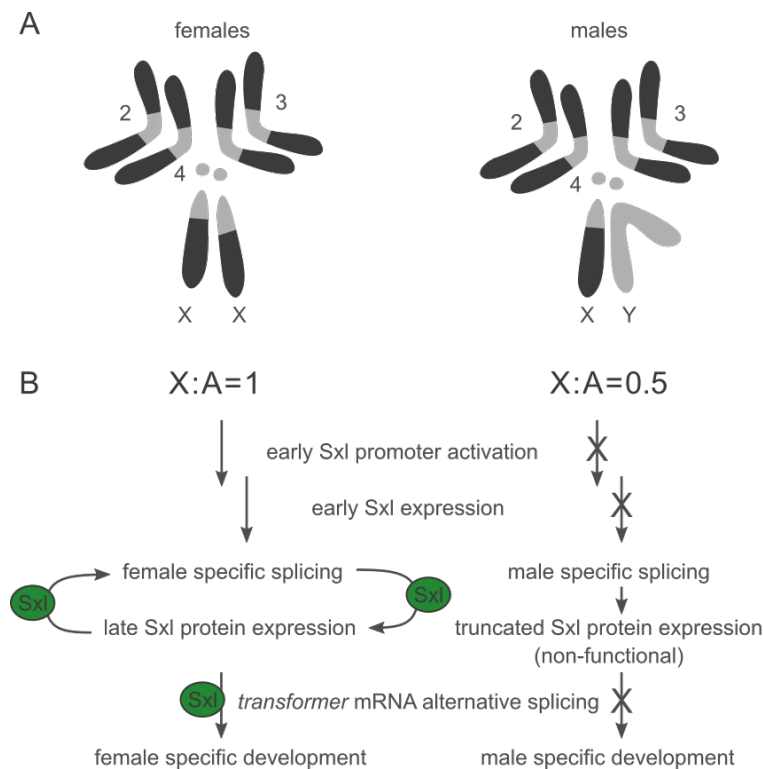 A
females
males
2
3
2
3
4
4
X X
X Y
B
X:A=1
X:A=0.5
early Sxl promoter activation
X
early Sxl expression
X
female specific splicing
male specific splicing
Sxl
Sxl
late Sxl protein expression
truncated Sxl protein expression
(non-functional)
Sxl
transformer mRNA alternative splicing
X
female specific development
male specific development